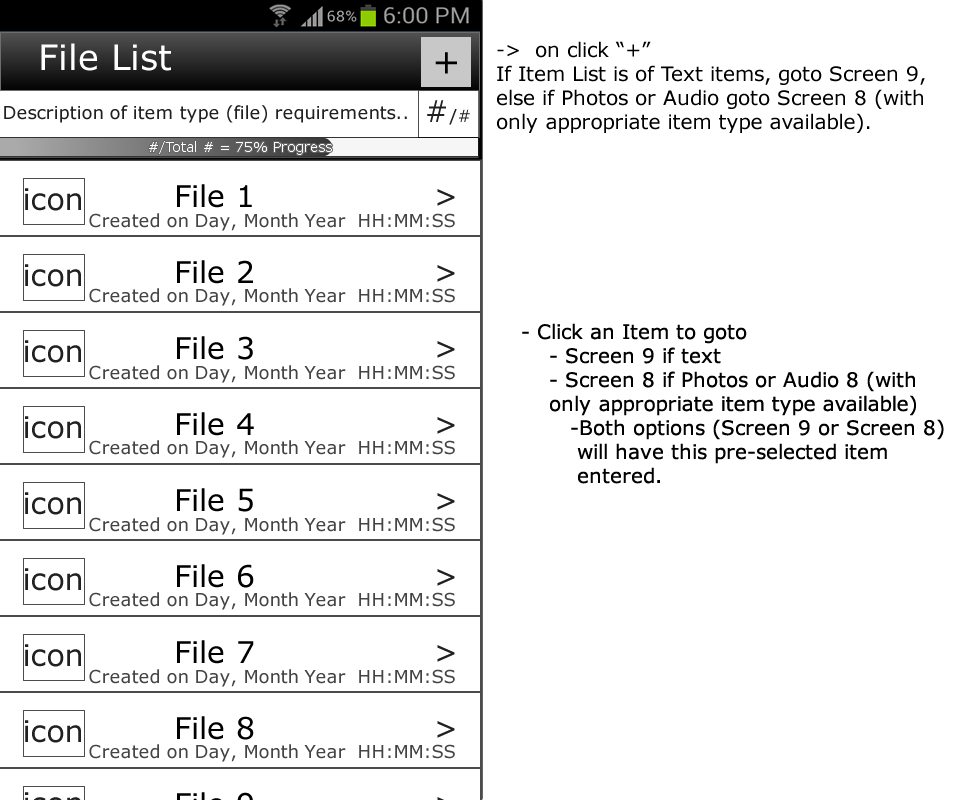 68% 6:00 PM
File List
+
Description of item type (file) requirements..
#/#
#/Total # = 75% Progress
icon
File 1
>
Created on Day, Month Year HH:MM:SS
icon
File 2
>
Created on Day, Month Year HH:MM:SS
icon
File 3
>
Created on Day, Month Year HH:MM:SS
icon
File 4
>
Created on Day, Month Year HH:MM:SS
icon
File 5
>
Created on Day, Month Year HH:MM:SS
icon
File 6
>
Created on Day, Month Year HH:MM:SS
icon
File 7
>
Created on Day, Month Year HH:MM:SS
icon
File 8
>
Created on Day, Month Year HH:MM:SS
icon
File 9
-> on click “+”
If Item List is of Text items, goto Screen 9,
else if Photos or Audio goto Screen 8 (with
only appropriate item type available).
- Click an Item to goto
- Screen 9 if text
- Screen 8 if Photos or Audio 8 (with
only appropriate item type available)
-Both options (Screen 9 or Screen 8)
will have this pre-selected item
entered.